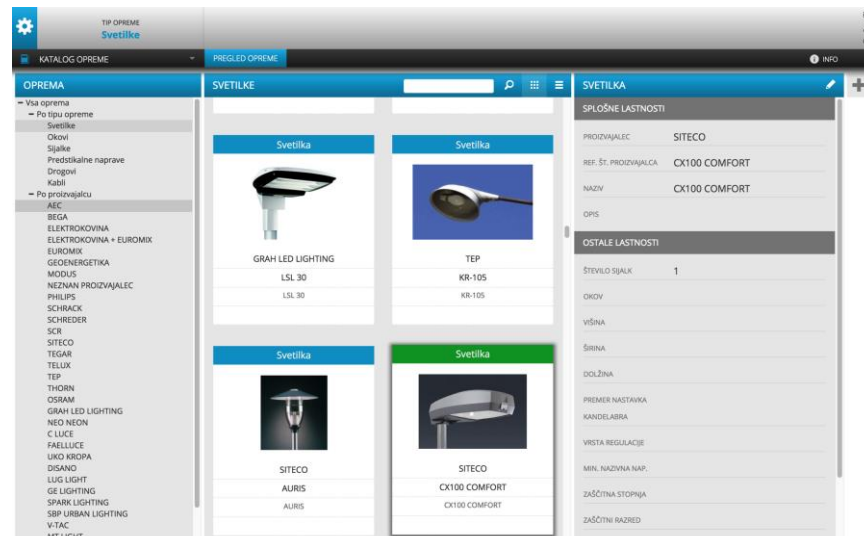 TIP OPREME
Svetilke
KATALOG OPREME
PREGLED OPREME
INFO
OPREMA
Vsa oprema
Po tipu opreme
Svetilke
Okovi
Sijalke
Predstikalne naprave
Drogovi
Kabli
Po proizvajalcu
AEC
BEGA
ELEKTROKOVINA
ELEKTROKOVINA + EUROMIX
EUROMIX
GEOENERGETIKA
MODUS
NEZNAN PROIZVAJALEC
PHILIPS
SCHRACK
SCHREDER
SCR
SITECO
TEGAR
TELUX
TEP
THORN
OSRAM
GRAH LED LIGHTING
NEO NEON
C LUCE
FAELLUCE
UKO KROPA
DISANO
LUG LIGHT
GE LIGHTING
SPARK LIGHTING
SBP URBAN LIGHTING
V-TAC
MT LIGHT
SVETILKE
Svetilka
GRAH LED LIGHTING
LSL 30
LSL 30
Svetilka
TEP
KR-105
KR-105
Svetilka
SITECO
AURIS
AURIS
Svetilka
SITECO
CX100 COMFORT
CX100 COMFORT
SVETILKA
SPLOŠNE LASTNOSTI
PROIZVAJALEC SITECO
REF. ŠT. PROIZVAJALCA CX100 COMFORT
NAZIV CX100 COMFORT
OPIS
OSTALE LASTNOSTI
ŠTEVILO SIJALK 1
OKOV
VIŠINA
ŠIRINA
DOLŽINA
PREMER NASTAVKA
KANDELABRA
VRSTA REGULACIJE
MIN. NAZIVNA NAP.
ZAŠČITNA STOPNJA
ZAŠČITNI RAZRED